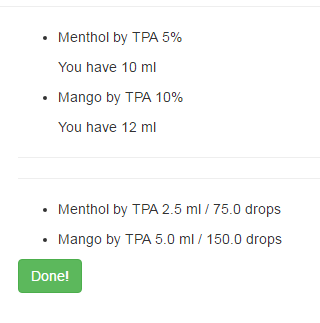 Menthol by TPA 5%
You have 10 ml
Mango by TPA 10%
You have 12 ml
Menthol by TPA 2.5 ml / 75.0 drops
Mango by TPA 5.0 ml / 150.0 drops
Done!